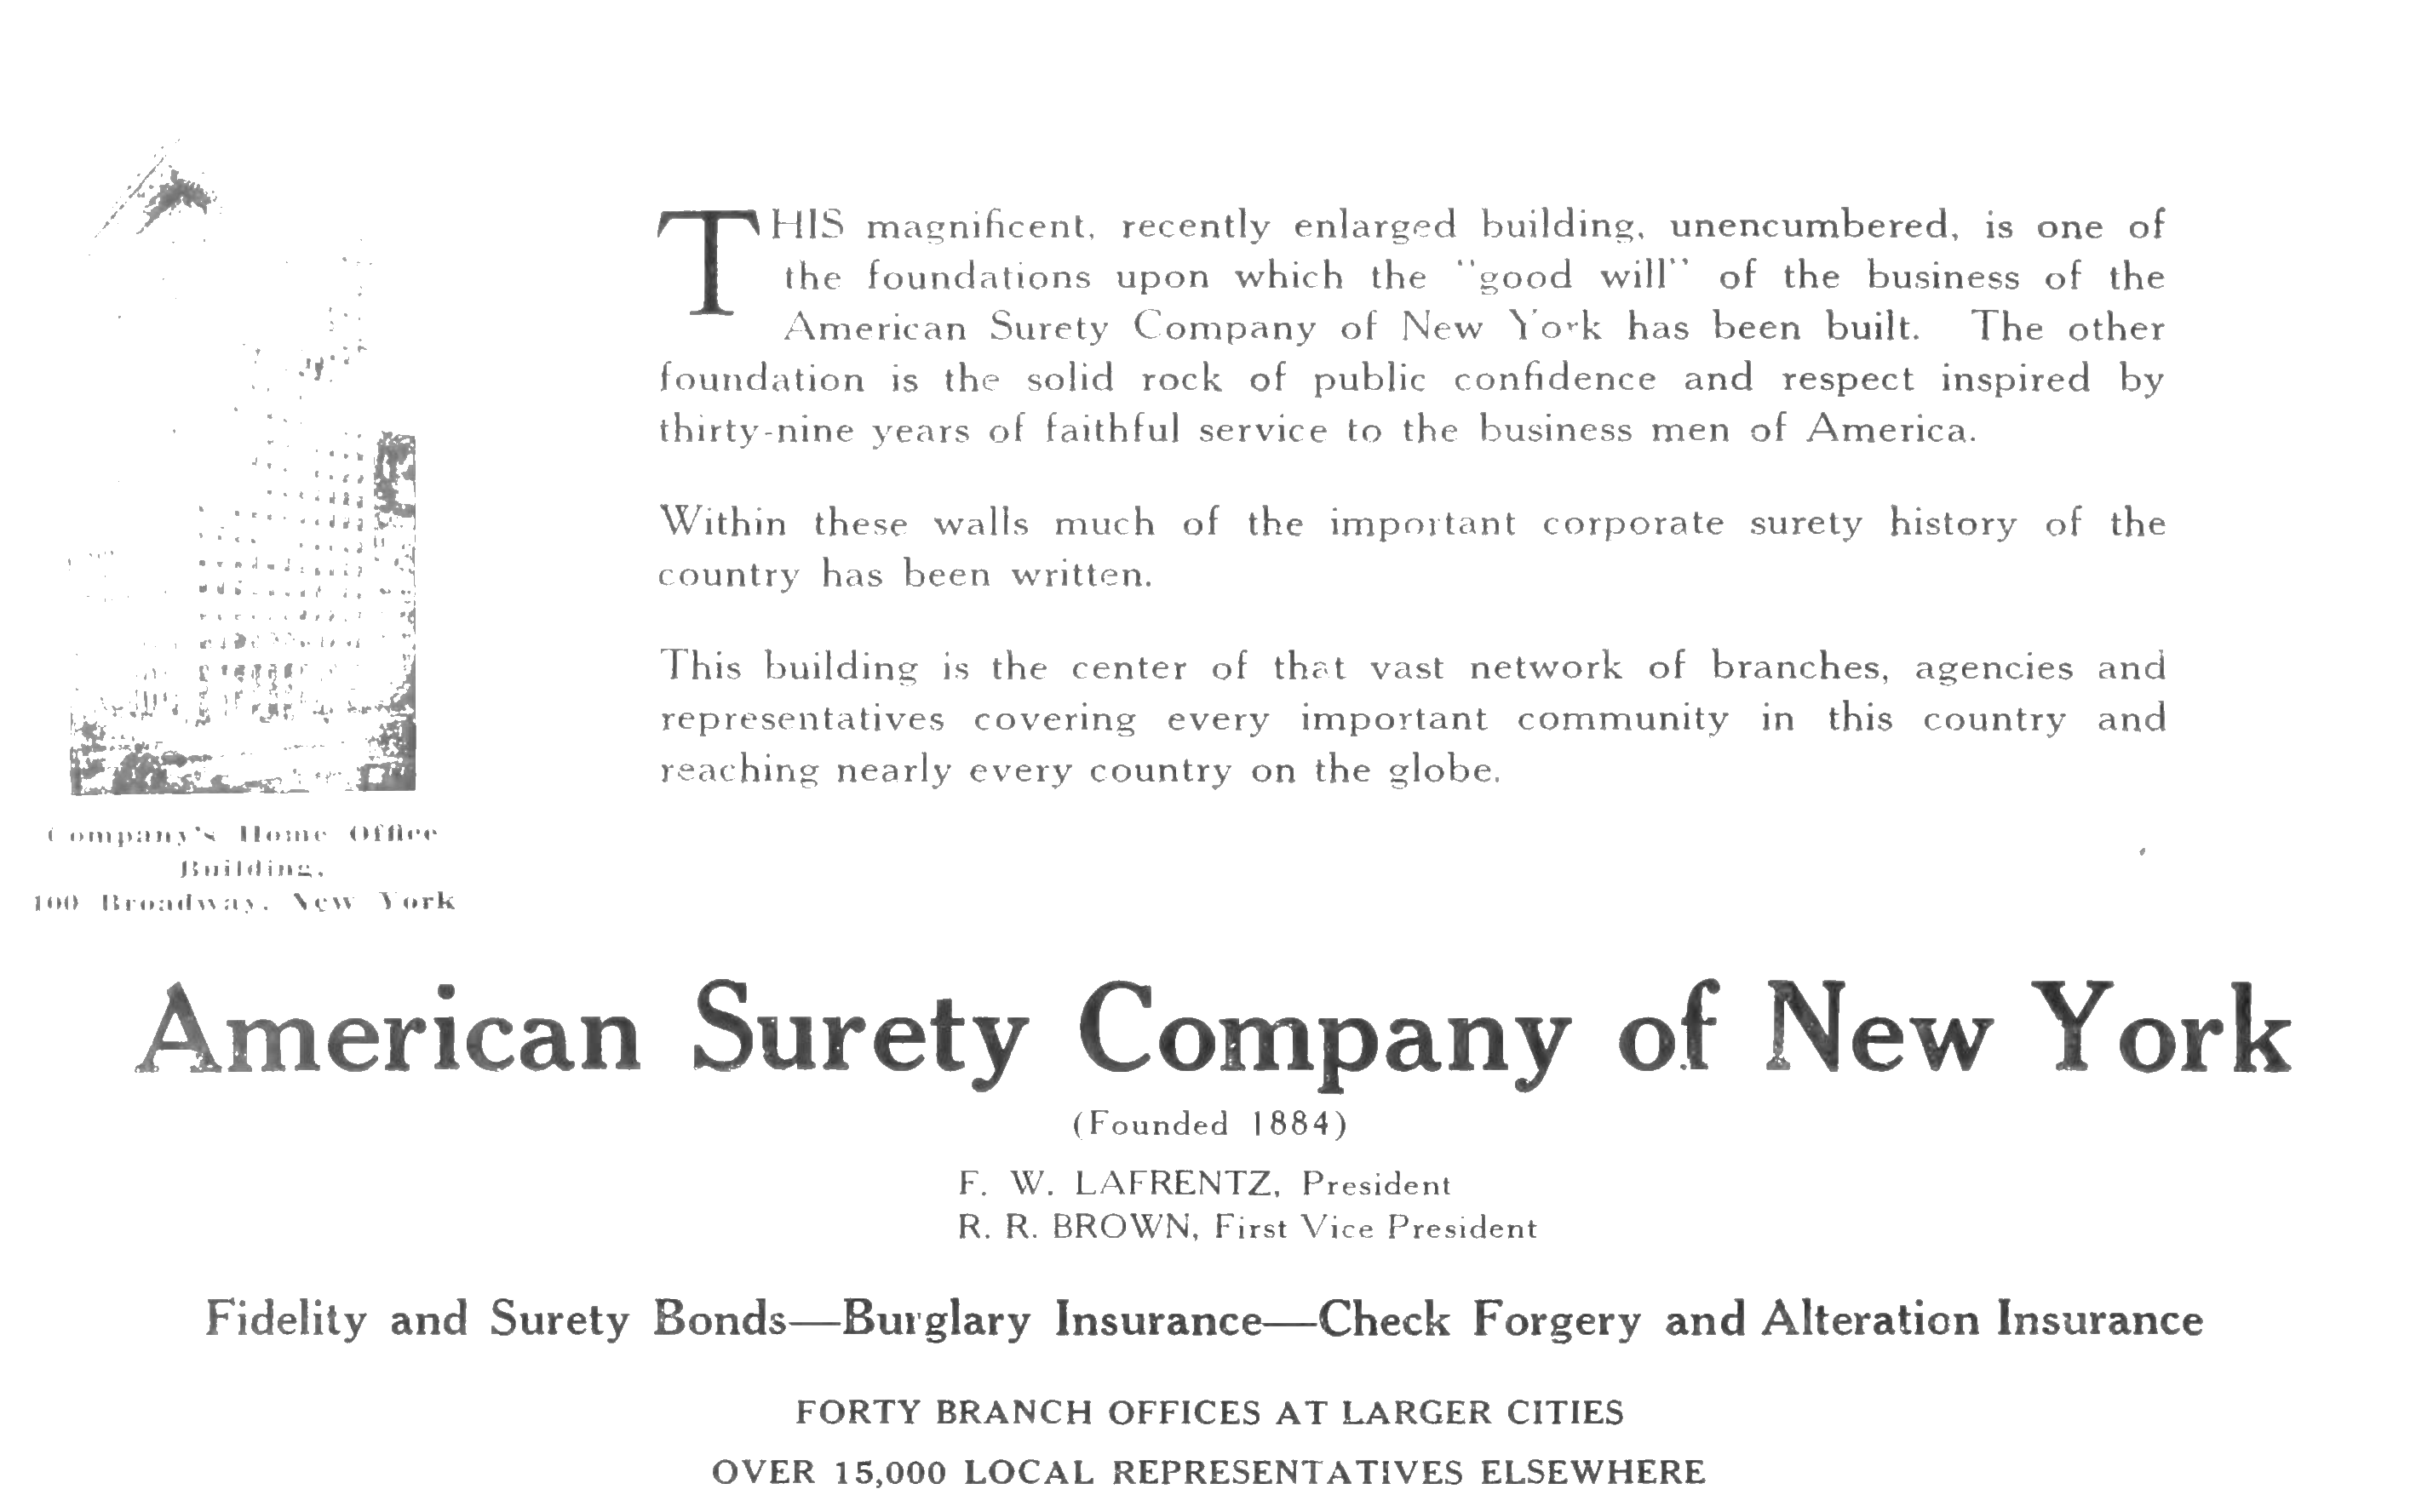 THIS magnificent, recently enlarged building, unencumbered, is one of
the foundations upon which the "good will" of the business of the
American Surety Company of New York has been built. The other
foundation is the solid rock of public confidence and respect inspired by
thirty-nine years of faithful service to the business men of America.
Within these walls much of the important corporate surety history of the
country has been written.
This building is the center of that vast network of branches, agencies and
representatives covering every important community in this country and
reaching nearly every country on the globe.
Company's Home Office
Building,
100 Broadway, New York
American Surety Company of New York
(Founded 1884)
F. W. LAFRENTZ, President
R. R. BROWN, First Vice President
Fidelity and Surety Bonds—Burglary Insurance—Check Forgery and Alteration Insurance
FORTY BRANCH OFFICES AT LARGER CITIES
OVER 15,000 LOCAL REPRESENTATIVES ELSEWHERE